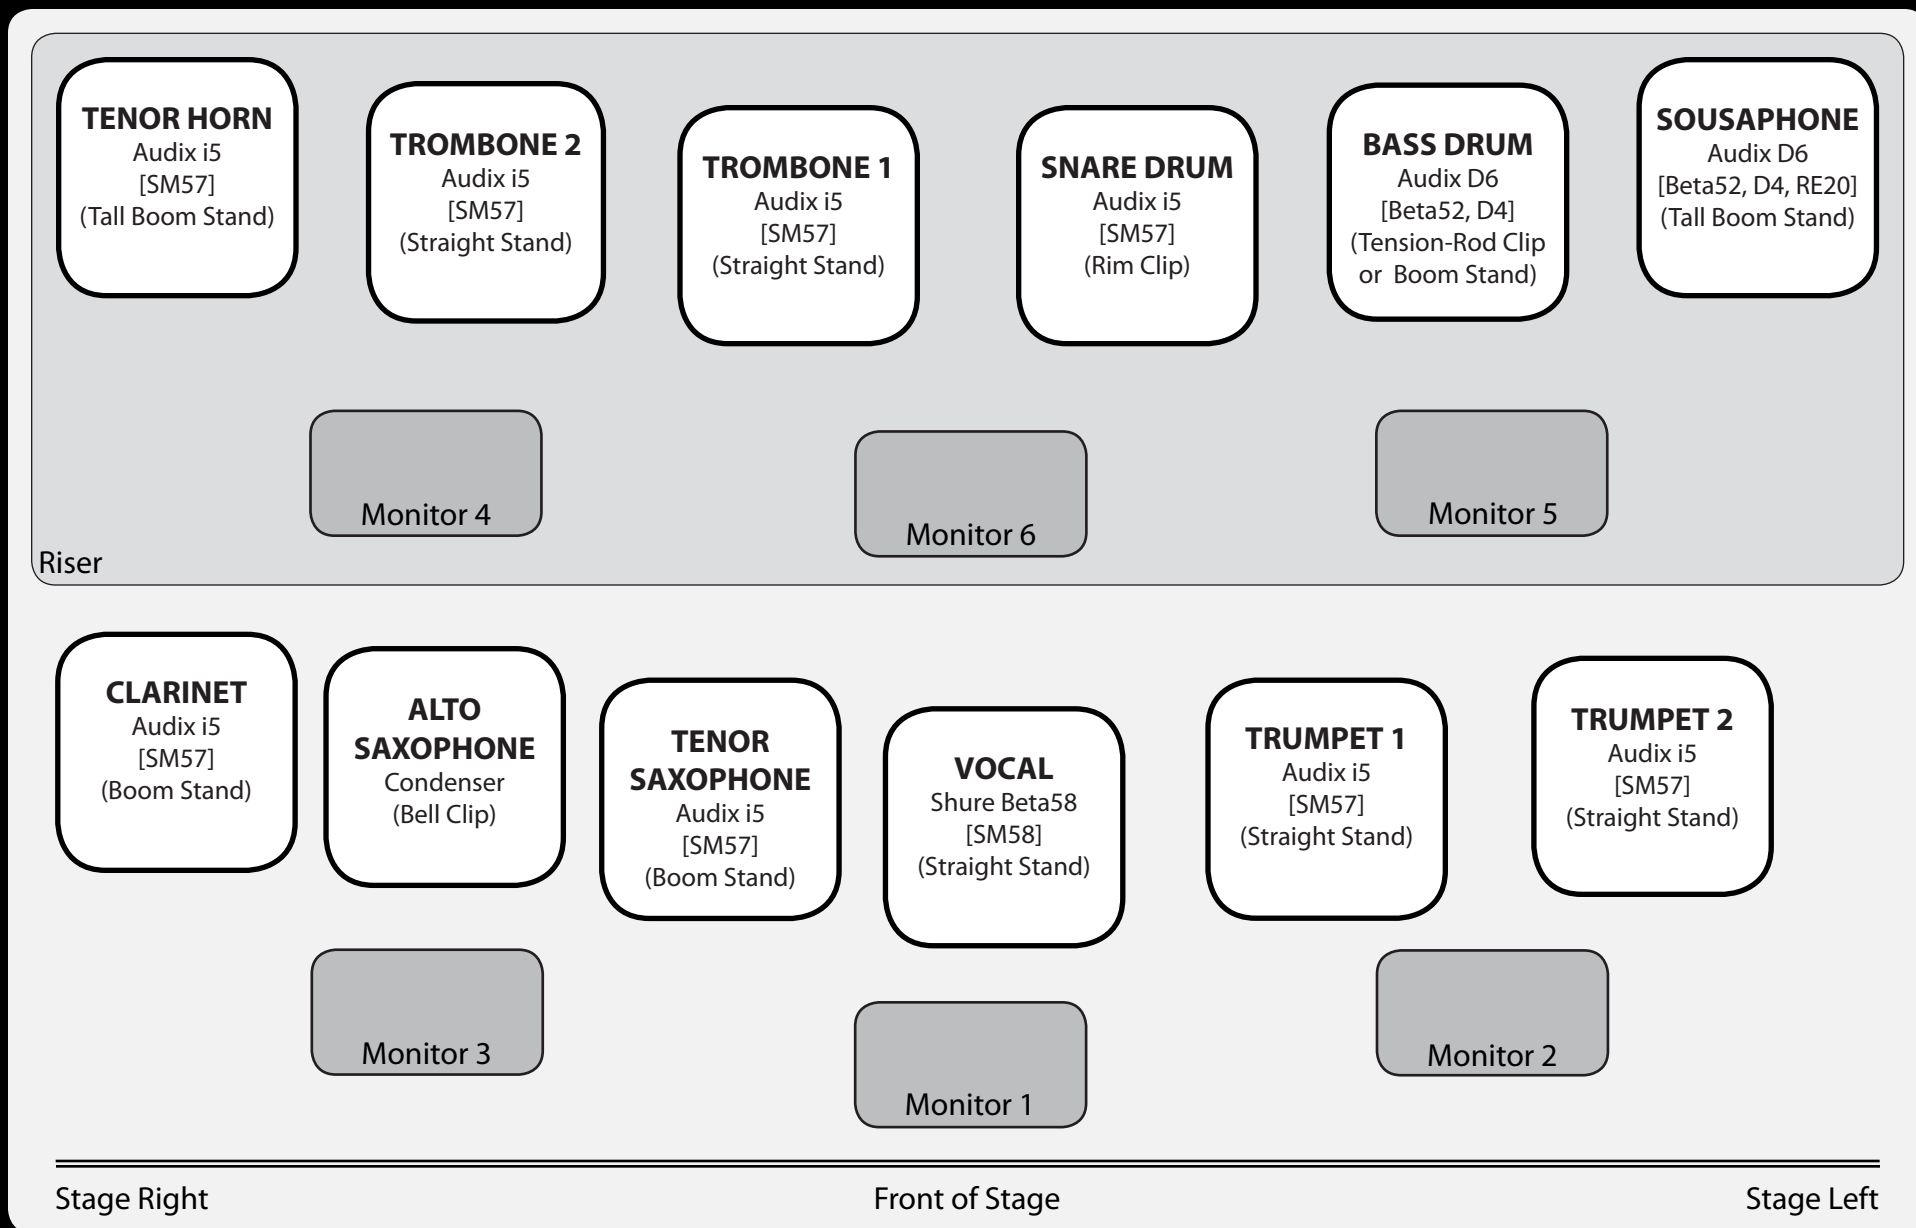 TENOR HORN
Audix i5
[SM57]
(Tall Boom Stand)
TROMBONE 2
Audix i5
[SM57]
(Straight Stand)
TROMBONE 1
Audix i5
[SM57]
(Straight Stand)
SNARE DRUM
Audix i5
[SM57]
(Rim Clip)
BASS DRUM
Audix D6
[Beta52, D4]
(Tension-Rod Clip
or Boom Stand)
SOUSAPHONE
Audix D6
[Beta52, D4, RE20]
(Tall Boom Stand)
Monitor 4
Monitor 6
Monitor 5
Riser
CLARINET
Audix i5
[SM57]
(Boom Stand)
ALTO
SAXOPHONE
Condenser
(Bell Clip)
TENOR
SAXOPHONE
Audix i5
[SM57]
(Boom Stand)
VOCAL
Shure Beta58
[SM58]
(Straight Stand)
TRUMPET 1
Audix i5
[SM57]
(Straight Stand)
TRUMPET 2
Audix i5
[SM57]
(Straight Stand)
Monitor 3
Monitor 1
Monitor 2
Stage Right
Front of Stage
Stage Left